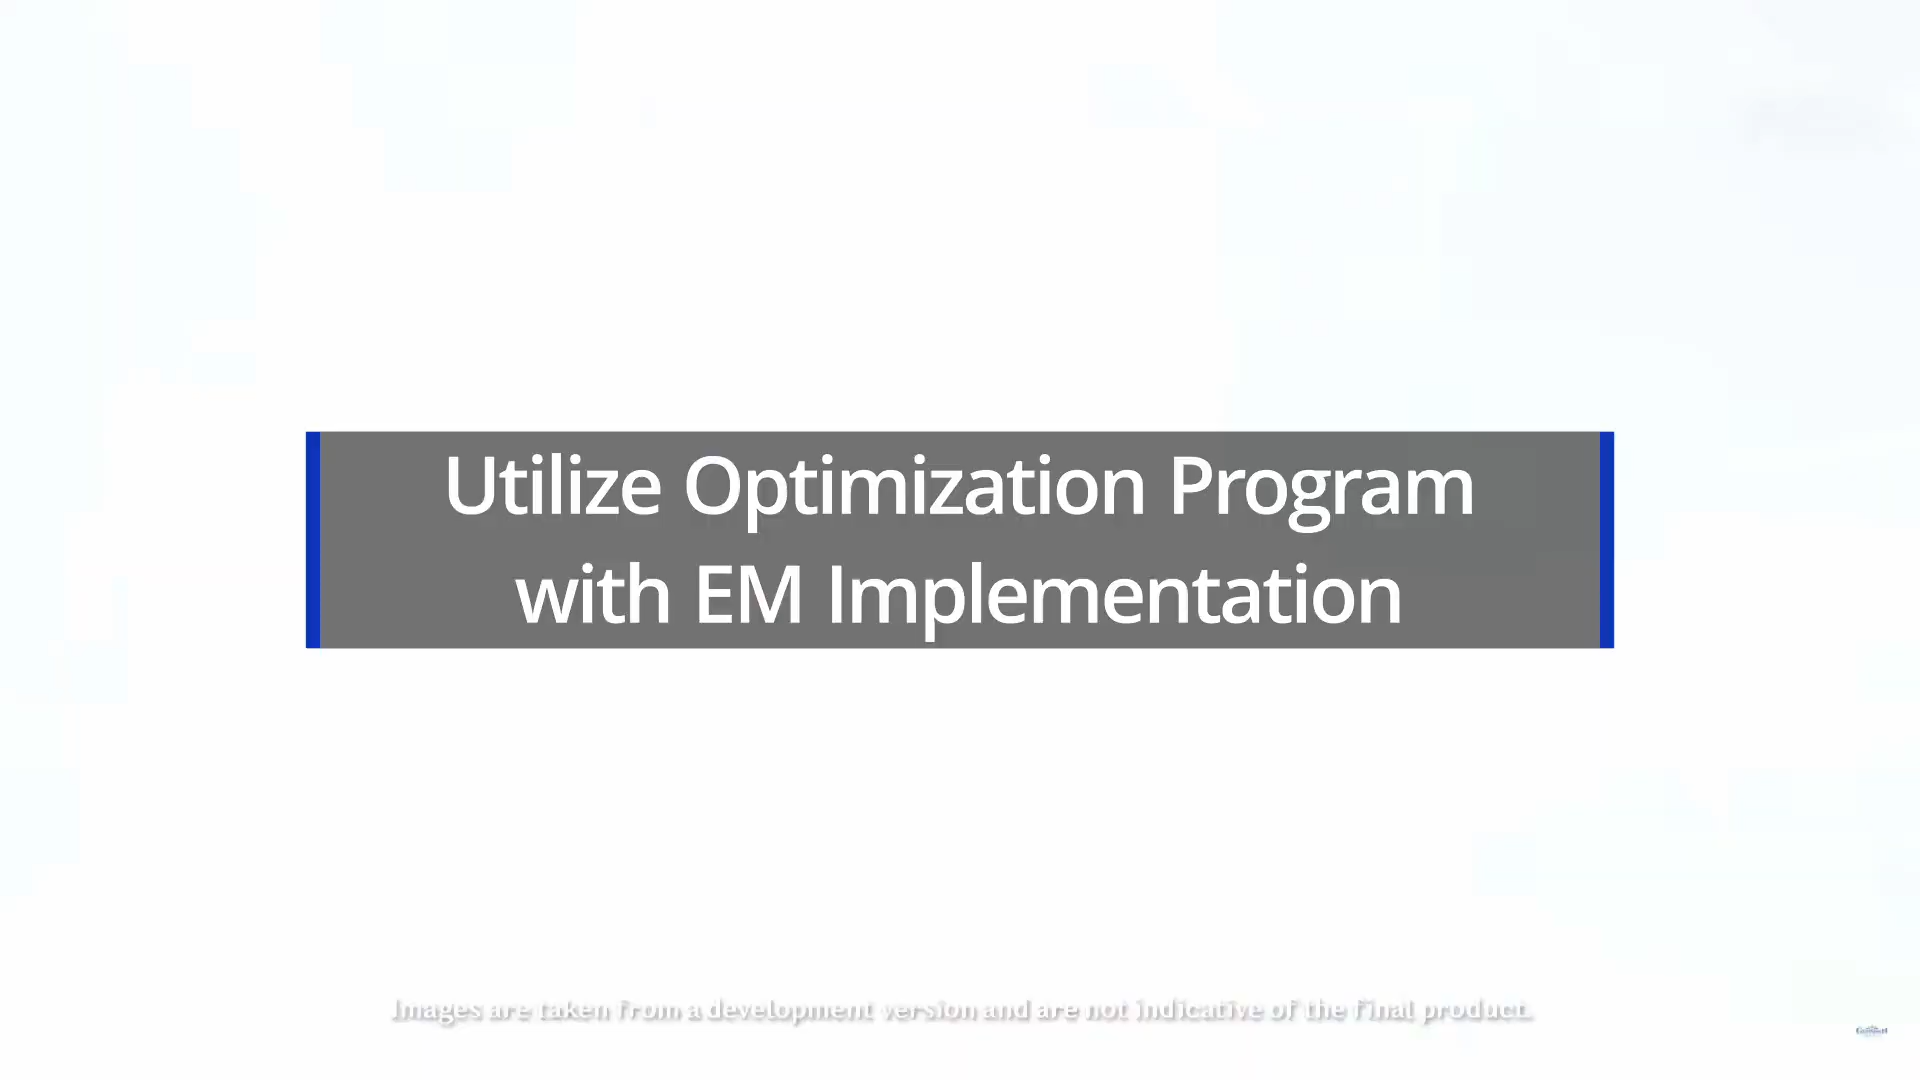 Utilize Optimization Program
with EM Implementation
Images are taken from a development version and are not indicative of the final product.